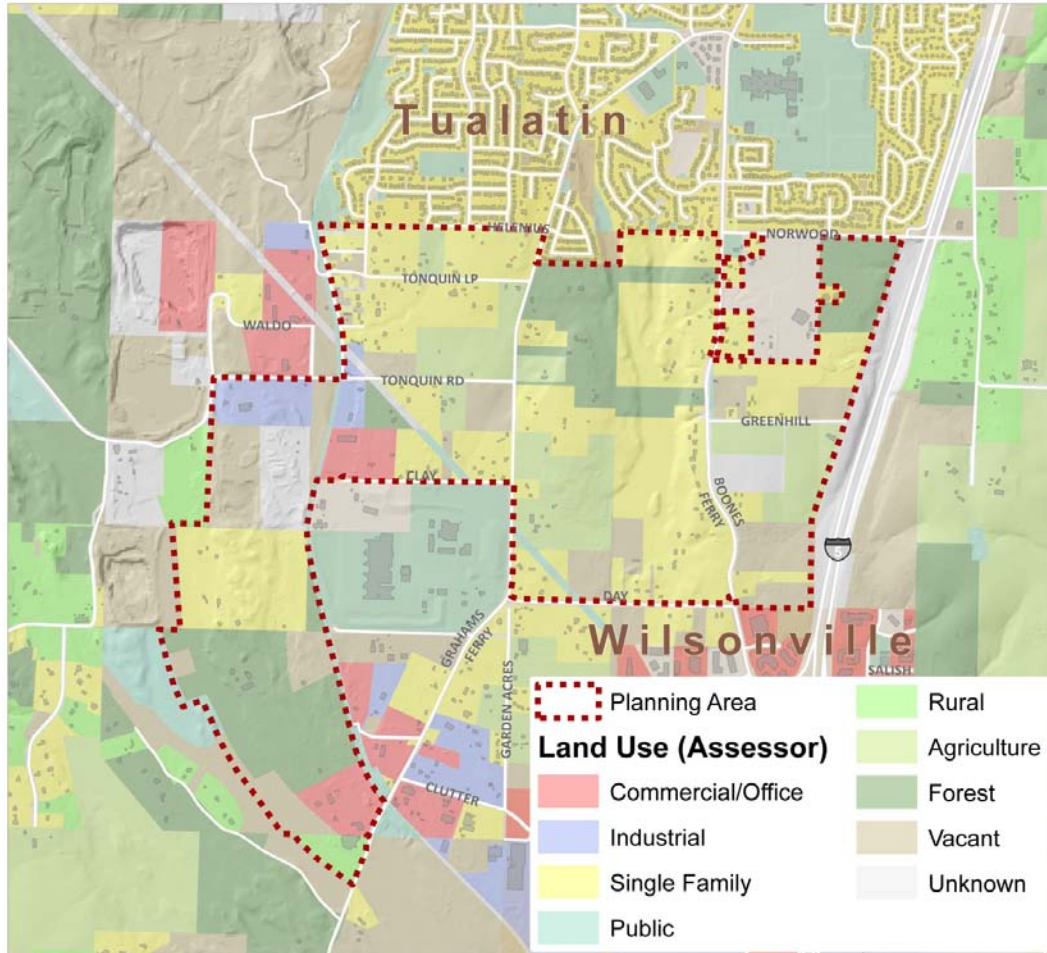 Tualatin
HELENIUS
NORWOOD
TONQUIN LP
WALDO
TONQUIN RD
GREENHILL
CLAY
BOONES
FERRY
5
DAY
GRAHAMS
FERRY
Wilsonville
SALISH
GARDEN ACRES
CLUTTER
Planning Area
Land Use (Assessor)
Commercial/Office
Industrial
Single Family
Public
Rural
Agriculture
Forest
Vacant
Unknown